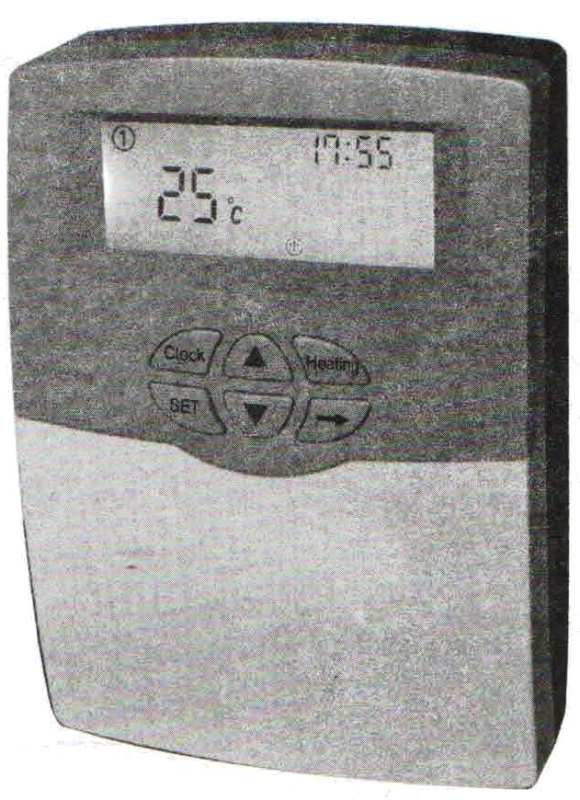 ① 17:55
25 °C
Clock ▲ Heating
SET ▼ →